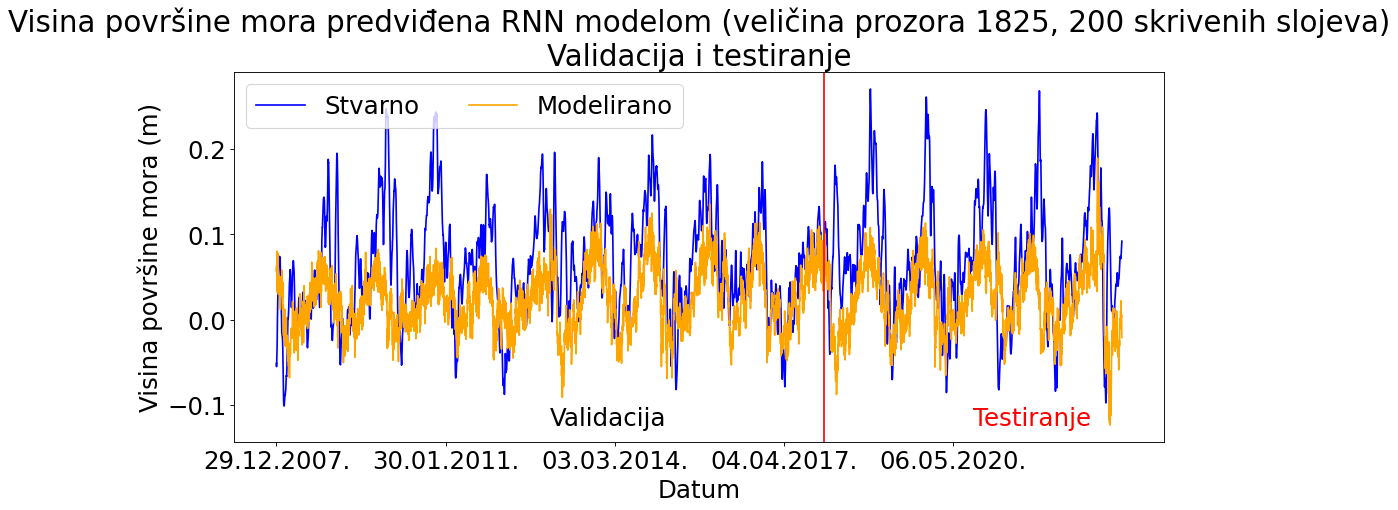 Visina površine mora predviđena RNN modelom (veličina prozora 1825, 200 skrivenih slojeva)
Validacija i testiranje
Stvarno
Modelirano
Visina površine mora (m)
0.2
0.1
0.0
−0.1
Validacija
Testiranje
29.12.2007.
30.01.2011.
03.03.2014.
04.04.2017.
06.05.2020.
Datum